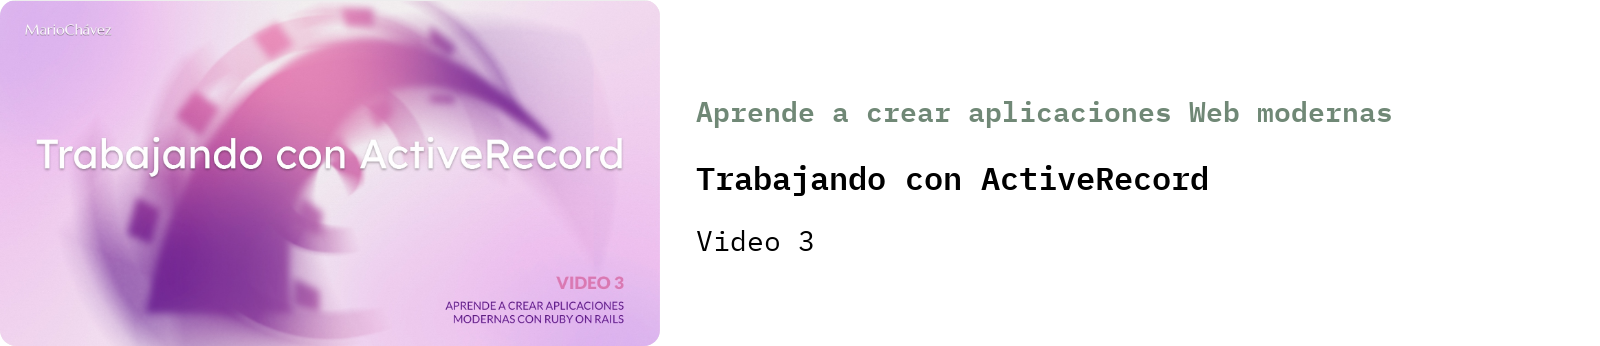 MarioChávez
Trabajando con ActiveRecord
VIDEO 3
APRENDE A CREAR APLICACIONES
MODERNAS CON RUBY ON RAILS
Aprende a crear aplicaciones Web modernas
Trabajando con ActiveRecord
Video 3